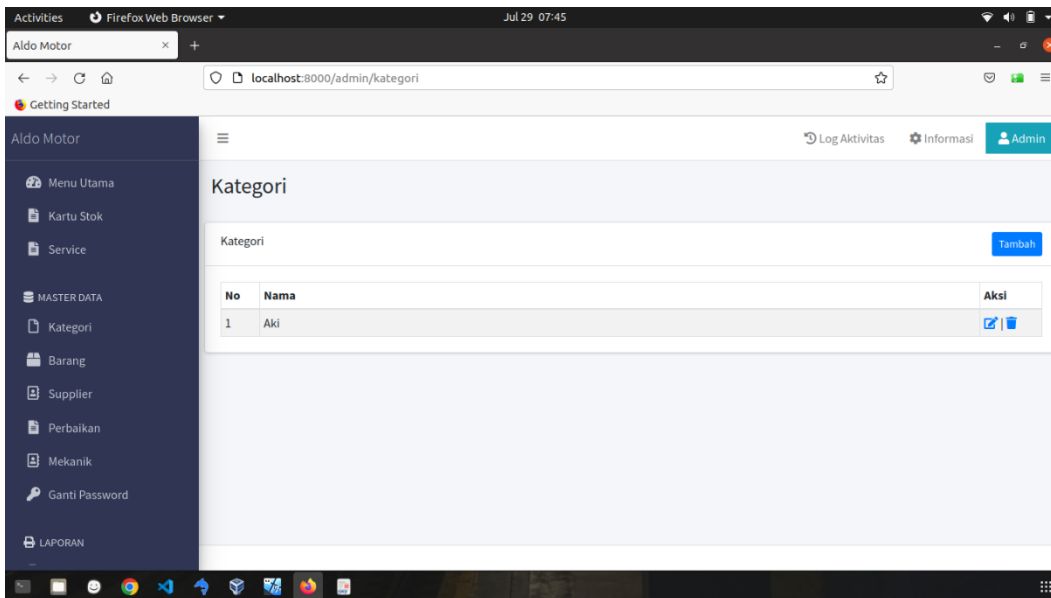 Activities Firefox Web Browser Jul 29 07:45
Aldo Motor
localhost:8000/admin/kategori
Getting Started
Aldo Motor
Log Aktivitas Informasi Admin
Menu Utama
Kartu Stok
Service
MASTER DATA
Kategori
Barang
Supplier
Perbaikan
Mekanik
Ganti Password
LAPORAN
Kategori
Kategori Tambah
No Nama Aksi
1 Aki |